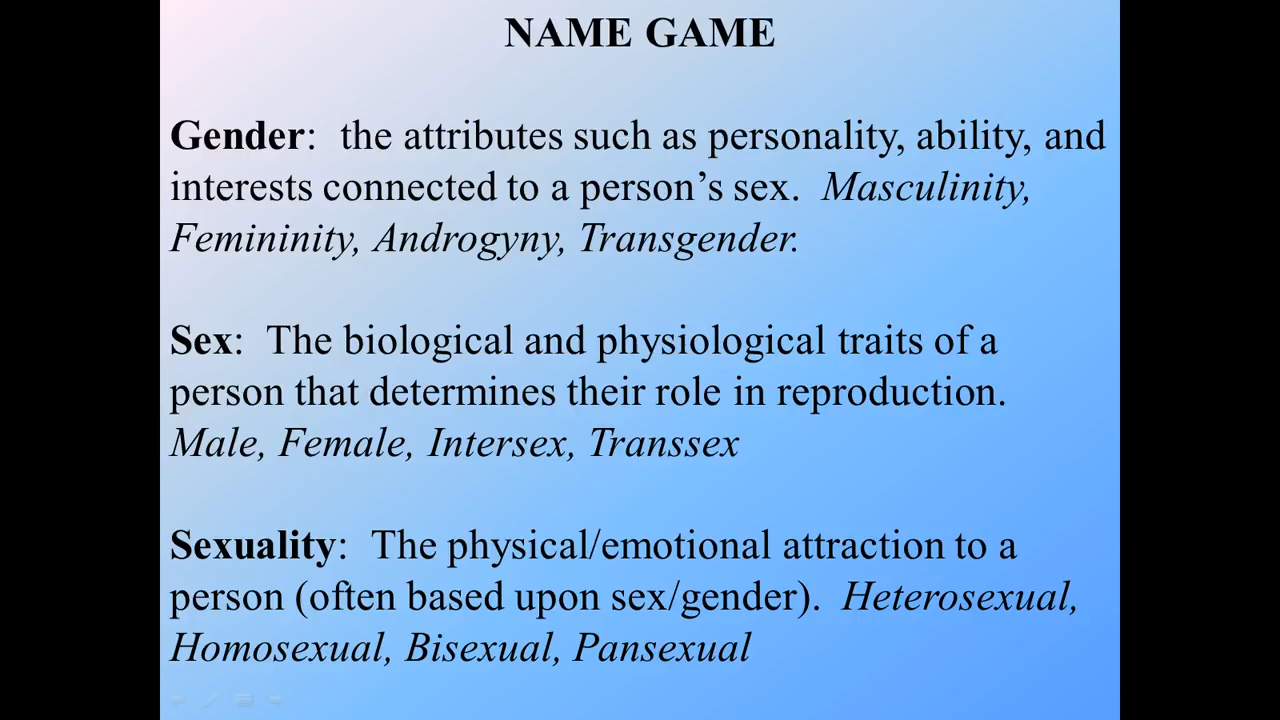 NAME GAME
Gender:  the attributes such as personality, ability, and
interests connected to a person’s sex.  Masculinity,
Femininity, Androgyny, Transgender.
Sex:  The biological and physiological traits of a
person that determines their role in reproduction.
Male, Female, Intersex, Transsex
Sexuality:  The physical/emotional attraction to a
person (often based upon sex/gender).  Heterosexual,
Homosexual, Bisexual, Pansexual